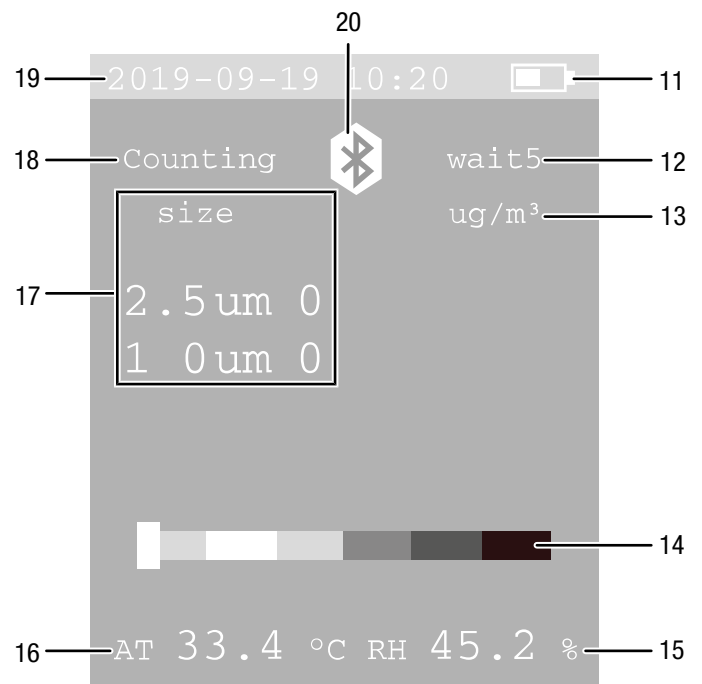 20
19 2019-09-19 10:20 11
18 Counting wait5 12
size ug/m³ 13
17 2.5um 0
1 0um 0
14
16 AT 33.4 °C RH 45.2 % 15